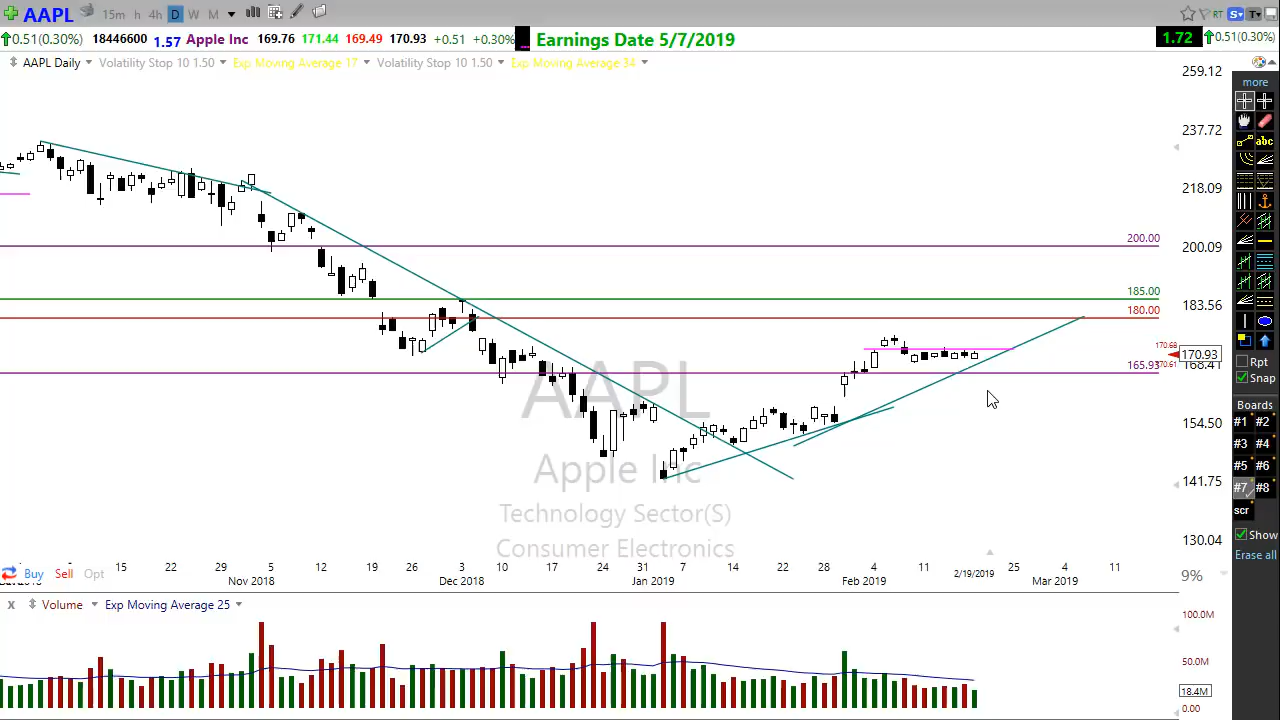 AAPL 15m h 4h D W M RT S T
0.51(0.30%) 18446600 1.57 Apple Inc 169.76 171.44 169.49 170.93 +0.51 +0.30% Earnings Date 5/7/2019 1.72 0.51(0.30%)
AAPL Daily Volatility Stop 10 1.50 Exp Moving Average 17 Volatility Stop 10 1.50 Exp Moving Average 34
259.12
more
abc
237.72
218.09
200.00
200.09
185.00
183.56
180.00
170.68
170.93
165.93
170.61
168.41
Rpt
Snap
AAPL
Boards
#1 #2
154.50
#3 #4
Apple Inc
#5 #6
141.75
#7 #8
Technology Sector(S)
scr
Consumer Electronics
130.04
Show
Erase all
15 22 5 12 19 26 3 10 17 24 31 7 14 22 28 4 11 2/19/2019 25 4 11
Buy Sell Opt
Nov 2018 Dec 2018 Jan 2019 Feb 2019 Mar 2019
9%
x Volume Exp Moving Average 25
100.0M
50.0M
18.4M
0.00